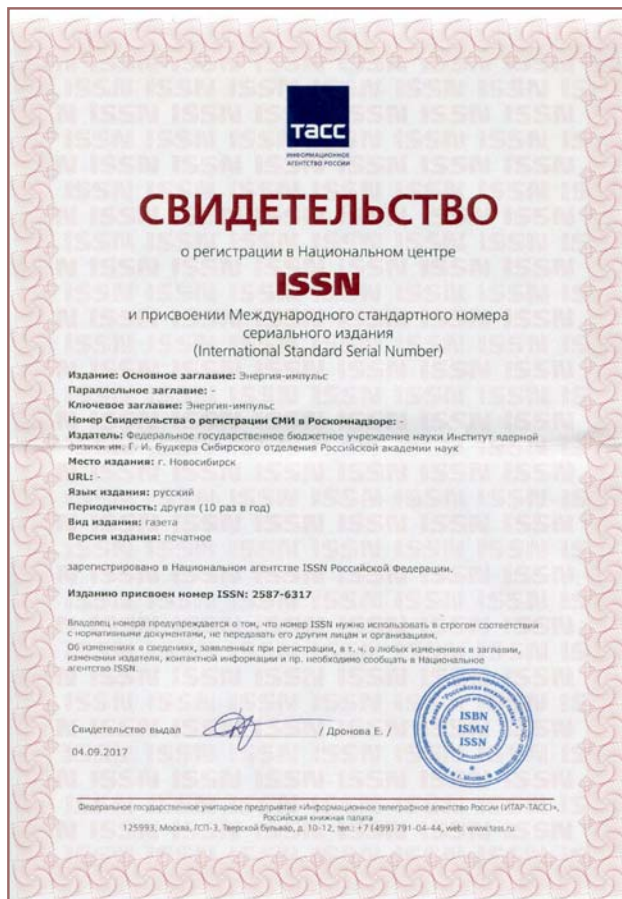 ТАСС
ИНФОРМАЦИОННОЕ
АГЕНТСТВО РОССИИ
СВИДЕТЕЛЬСТВО
о регистрации в Национальном центре
ISSN
и присвоении Международного стандартного номера
сериального издания
(International Standard Serial Number)
Издание: Основное заглавие: Энергия-импульс
Параллельное заглавие: -
Ключевое заглавие: Энергия-импульс
Номер Свидетельства о регистрации СМИ в Роскомнадзоре: -
Издатель: Федеральное государственное бюджетное учреждение науки Институт ядерной
физики им. Г. И. Будкера Сибирского отделения Российской академии наук
Место издания: г. Новосибирск
URL: -
Язык издания: русский
Периодичность: другая (10 раз в год)
Вид издания: газета
Версия издания: печатное
зарегистрировано в Национальном агентстве ISSN Российской Федерации.
Изданию присвоен номер ISSN: 2587-6317
Владелец номера предупреждается о том, что номер ISSN нужно использовать в строгом соответствии
с нормативными документами, не передавать его другим лицам и организациям.
Об изменениях в сведениях, заявленных при регистрации, в т. ч. о любых изменениях в заглавии,
изменении издателя, контактной информации и пр. необходимо сообщать в Национальное
агентство ISSN.
Свидетельство выдал / Дронова Е. /
04.09.2017
ISBN
ISMN
ISSN
Федеральное государственное унитарное предприятие «Информационное телеграфное агентство России (ИТАР-ТАСС)»,
Российская книжная палата
125993, Москва, ГСП-3, Тверской бульвар, д. 10-12, тел.: +7 (499) 791-04-44, web: www.tass.ru